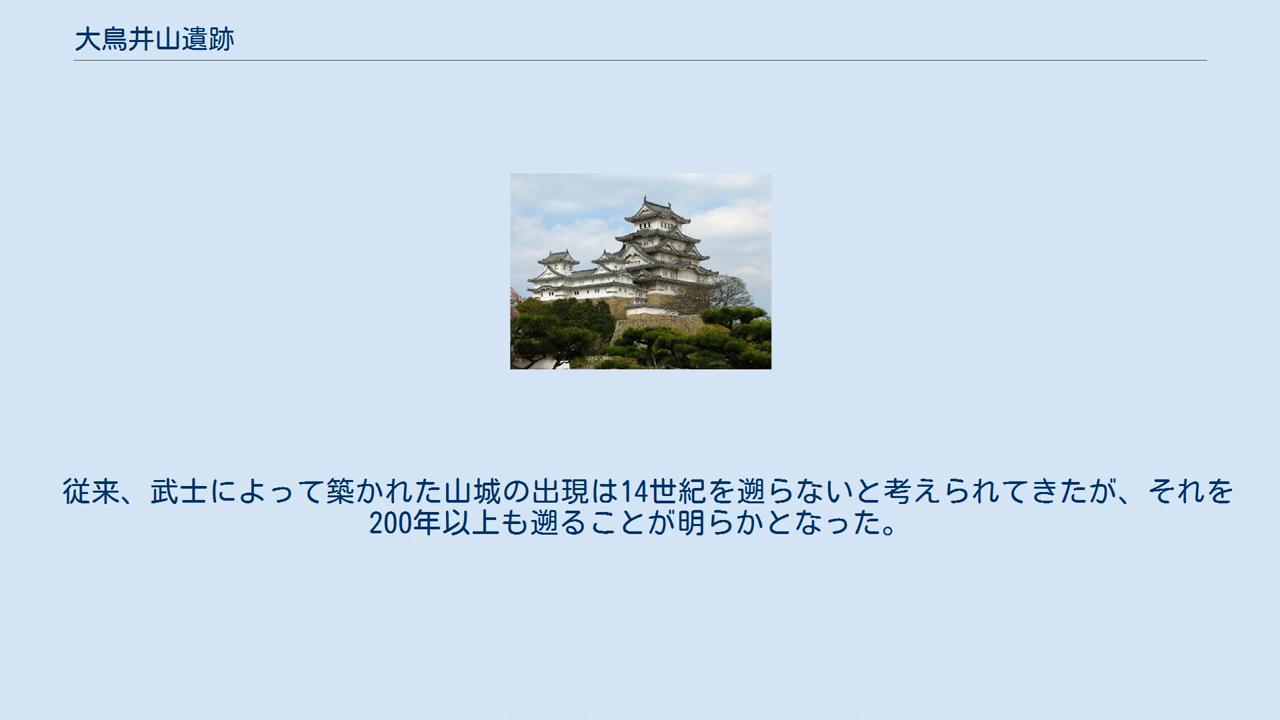 大鳥井山遺跡
従来、武士によって築かれた山城の出現は14世紀を遡らないと考えられてきたが、それを
200年以上も遡ることが明らかとなった。